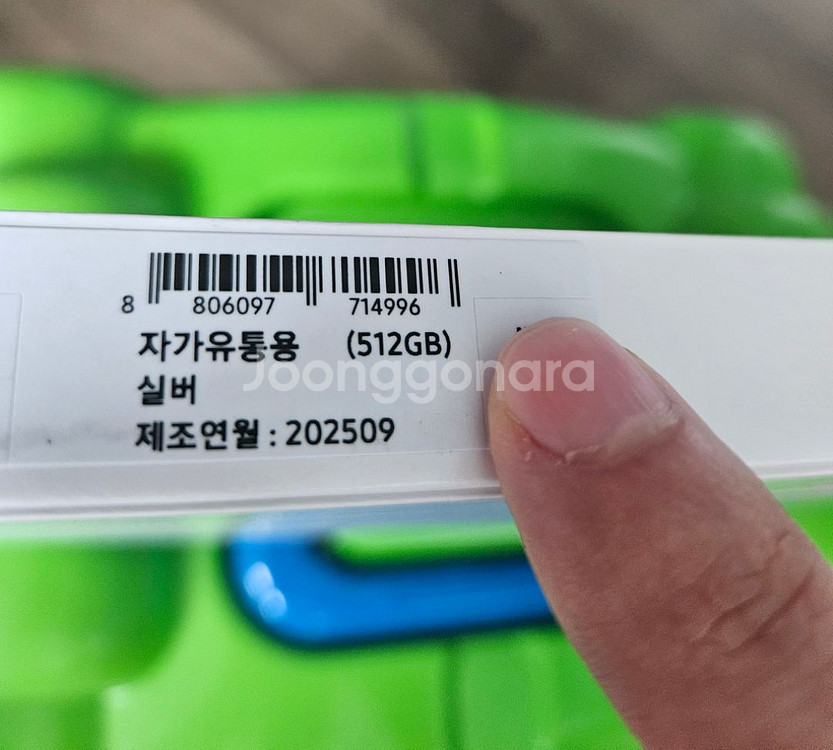 8 806097 714996
자가유통용 (512GB)
실버
제조연월 : 202509
Joonggonara